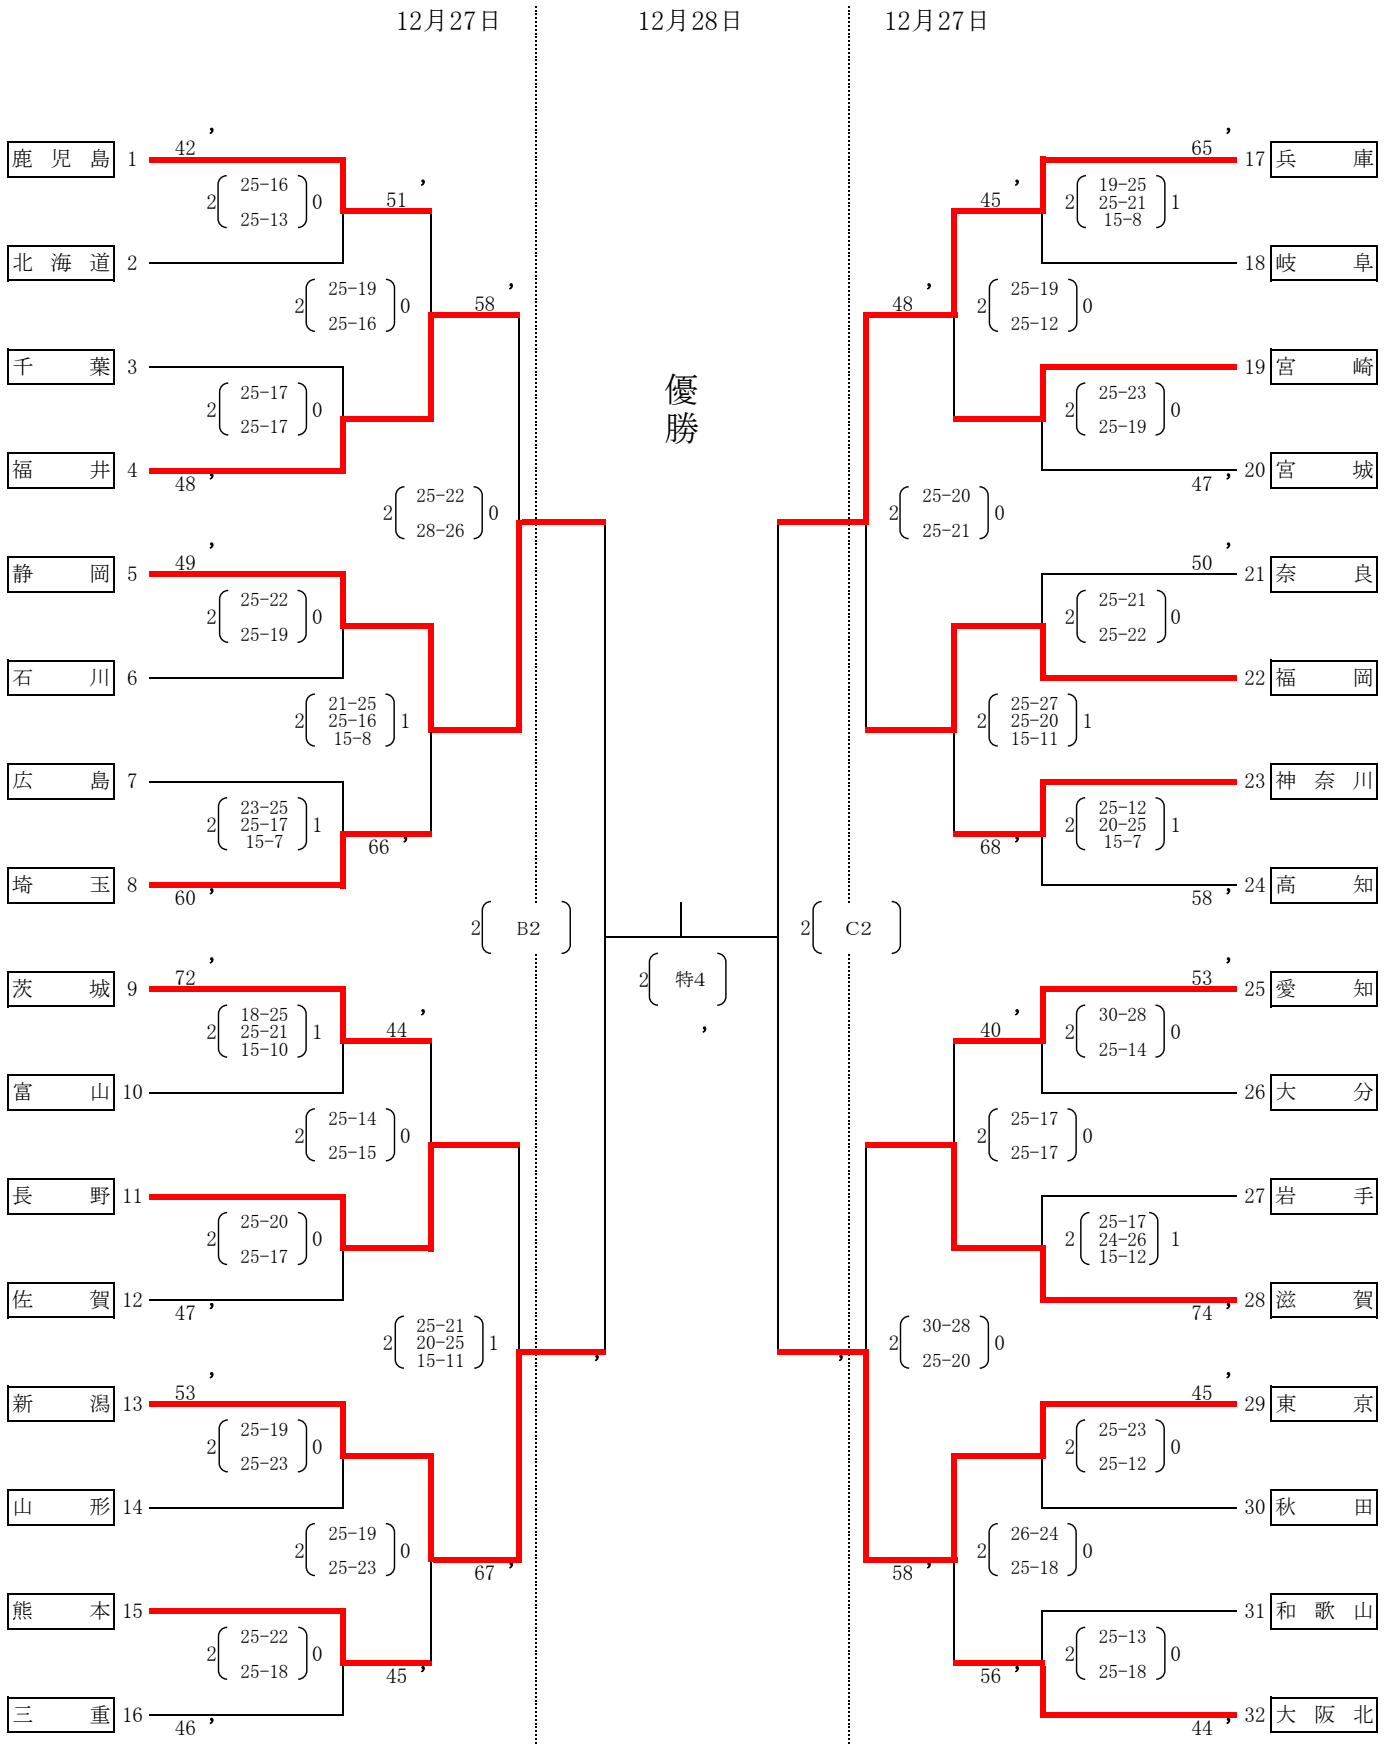 12月27日 12月28日 12月27日
42 ’ 65 ’
鹿児島 1 17 兵庫
2 25-16 0 51 ’ 45 ’ 2 19-25 1
25-21
25-13 15-8
北海道 2 18 岐阜
2 25-19 0 58 ’ 48 ’ 2 25-19 0
25-16 25-12
千葉 3 19 宮崎
2 25-17 0 2 25-23 0
25-17 25-19
優勝
福井 4 20 宮城
48 ’ 47 ’
2 25-22 0 2 25-20 0
28-26 25-21
49 ’ 50 ’
静岡 5 21 奈良
2 25-22 0 2 25-21 0
25-19 25-22
石川 6 22 福岡
2 21-25 1 2 25-27 1
25-16 25-20
15-8 15-11
広島 7 23 神奈川
2 23-25 1 2 25-12 1
25-17 20-25
15-7 15-7
66 ’ 68 ’
埼玉 8 24 高知
60 ’ 58 ’
2 B2 2 C2
2 特4
’
72 ’ 53 ’
茨城 9 25 愛知
2 18-25 1 44 ’ 40 ’ 2 30-28 0
25-21
15-10 25-14
富山 10 26 大分
2 25-14 0 2 25-17 0
25-15 25-17
長野 11 27 岩手
2 25-20 0 2 25-17 1
24-26
25-17 15-12
佐賀 12 28 滋賀
47 ’ 74 ’
2 25-21 1 2 30-28 0
20-25
15-11 25-20
’ ’
53 ’ 45 ’
新潟 13 29 東京
2 25-19 0 2 25-23 0
25-23 25-12
山形 14 30 秋田
2 25-19 0 2 26-24 0
25-23 25-18
67 ’ 58 ’
熊本 15 31 和歌山
2 25-22 0 2 25-13 0
25-18 25-18
45 ’ 56 ’
三重 16 32 大阪北
46 ’ 44 ’